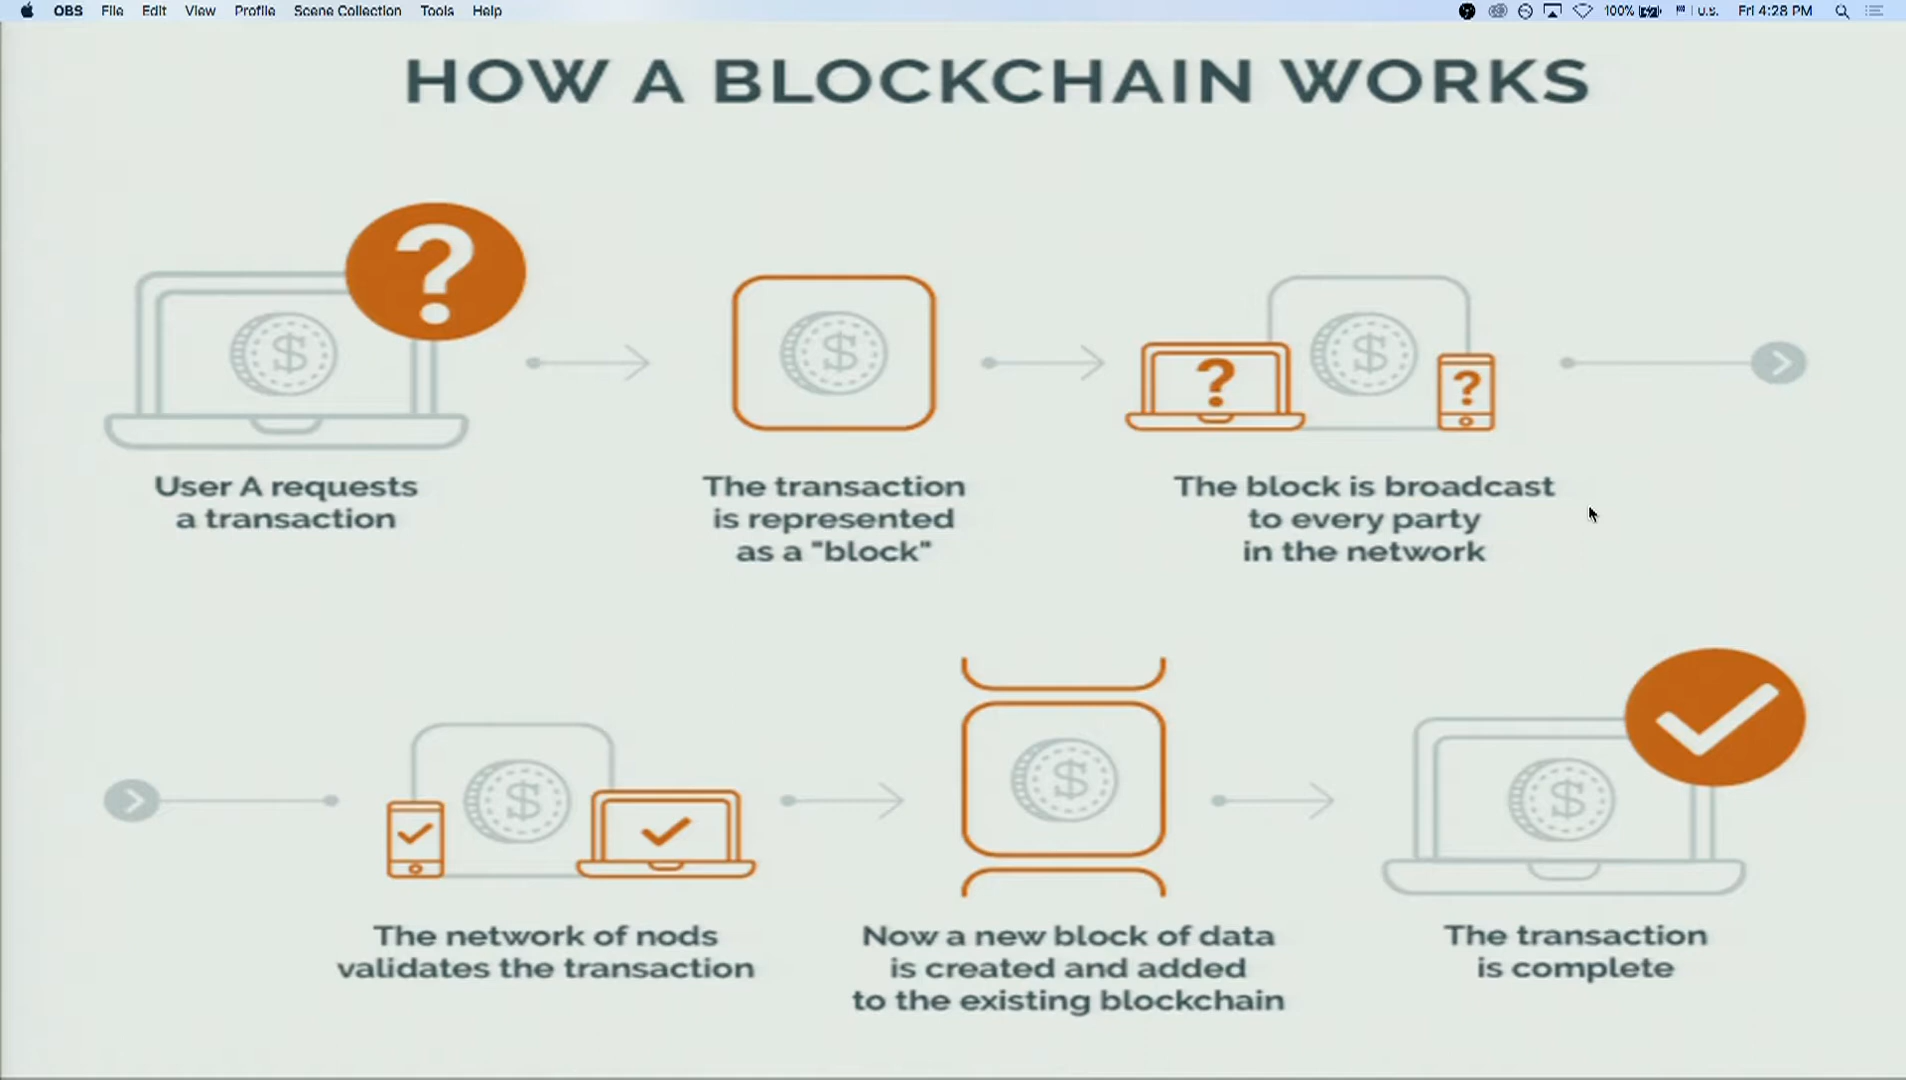 OBS File Edit View Profile Scene Collection Tools Help 100% U.S. Fri 4:28 PM
HOW A BLOCKCHAIN WORKS
?
$ $ ? $ ?
User A requests
a transaction
The transaction
is represented
as a "block"
The block is broadcast
to every party
in the network
$ $ $
The network of nods
validates the transaction
Now a new block of data
is created and added
to the existing blockchain
The transaction
is complete